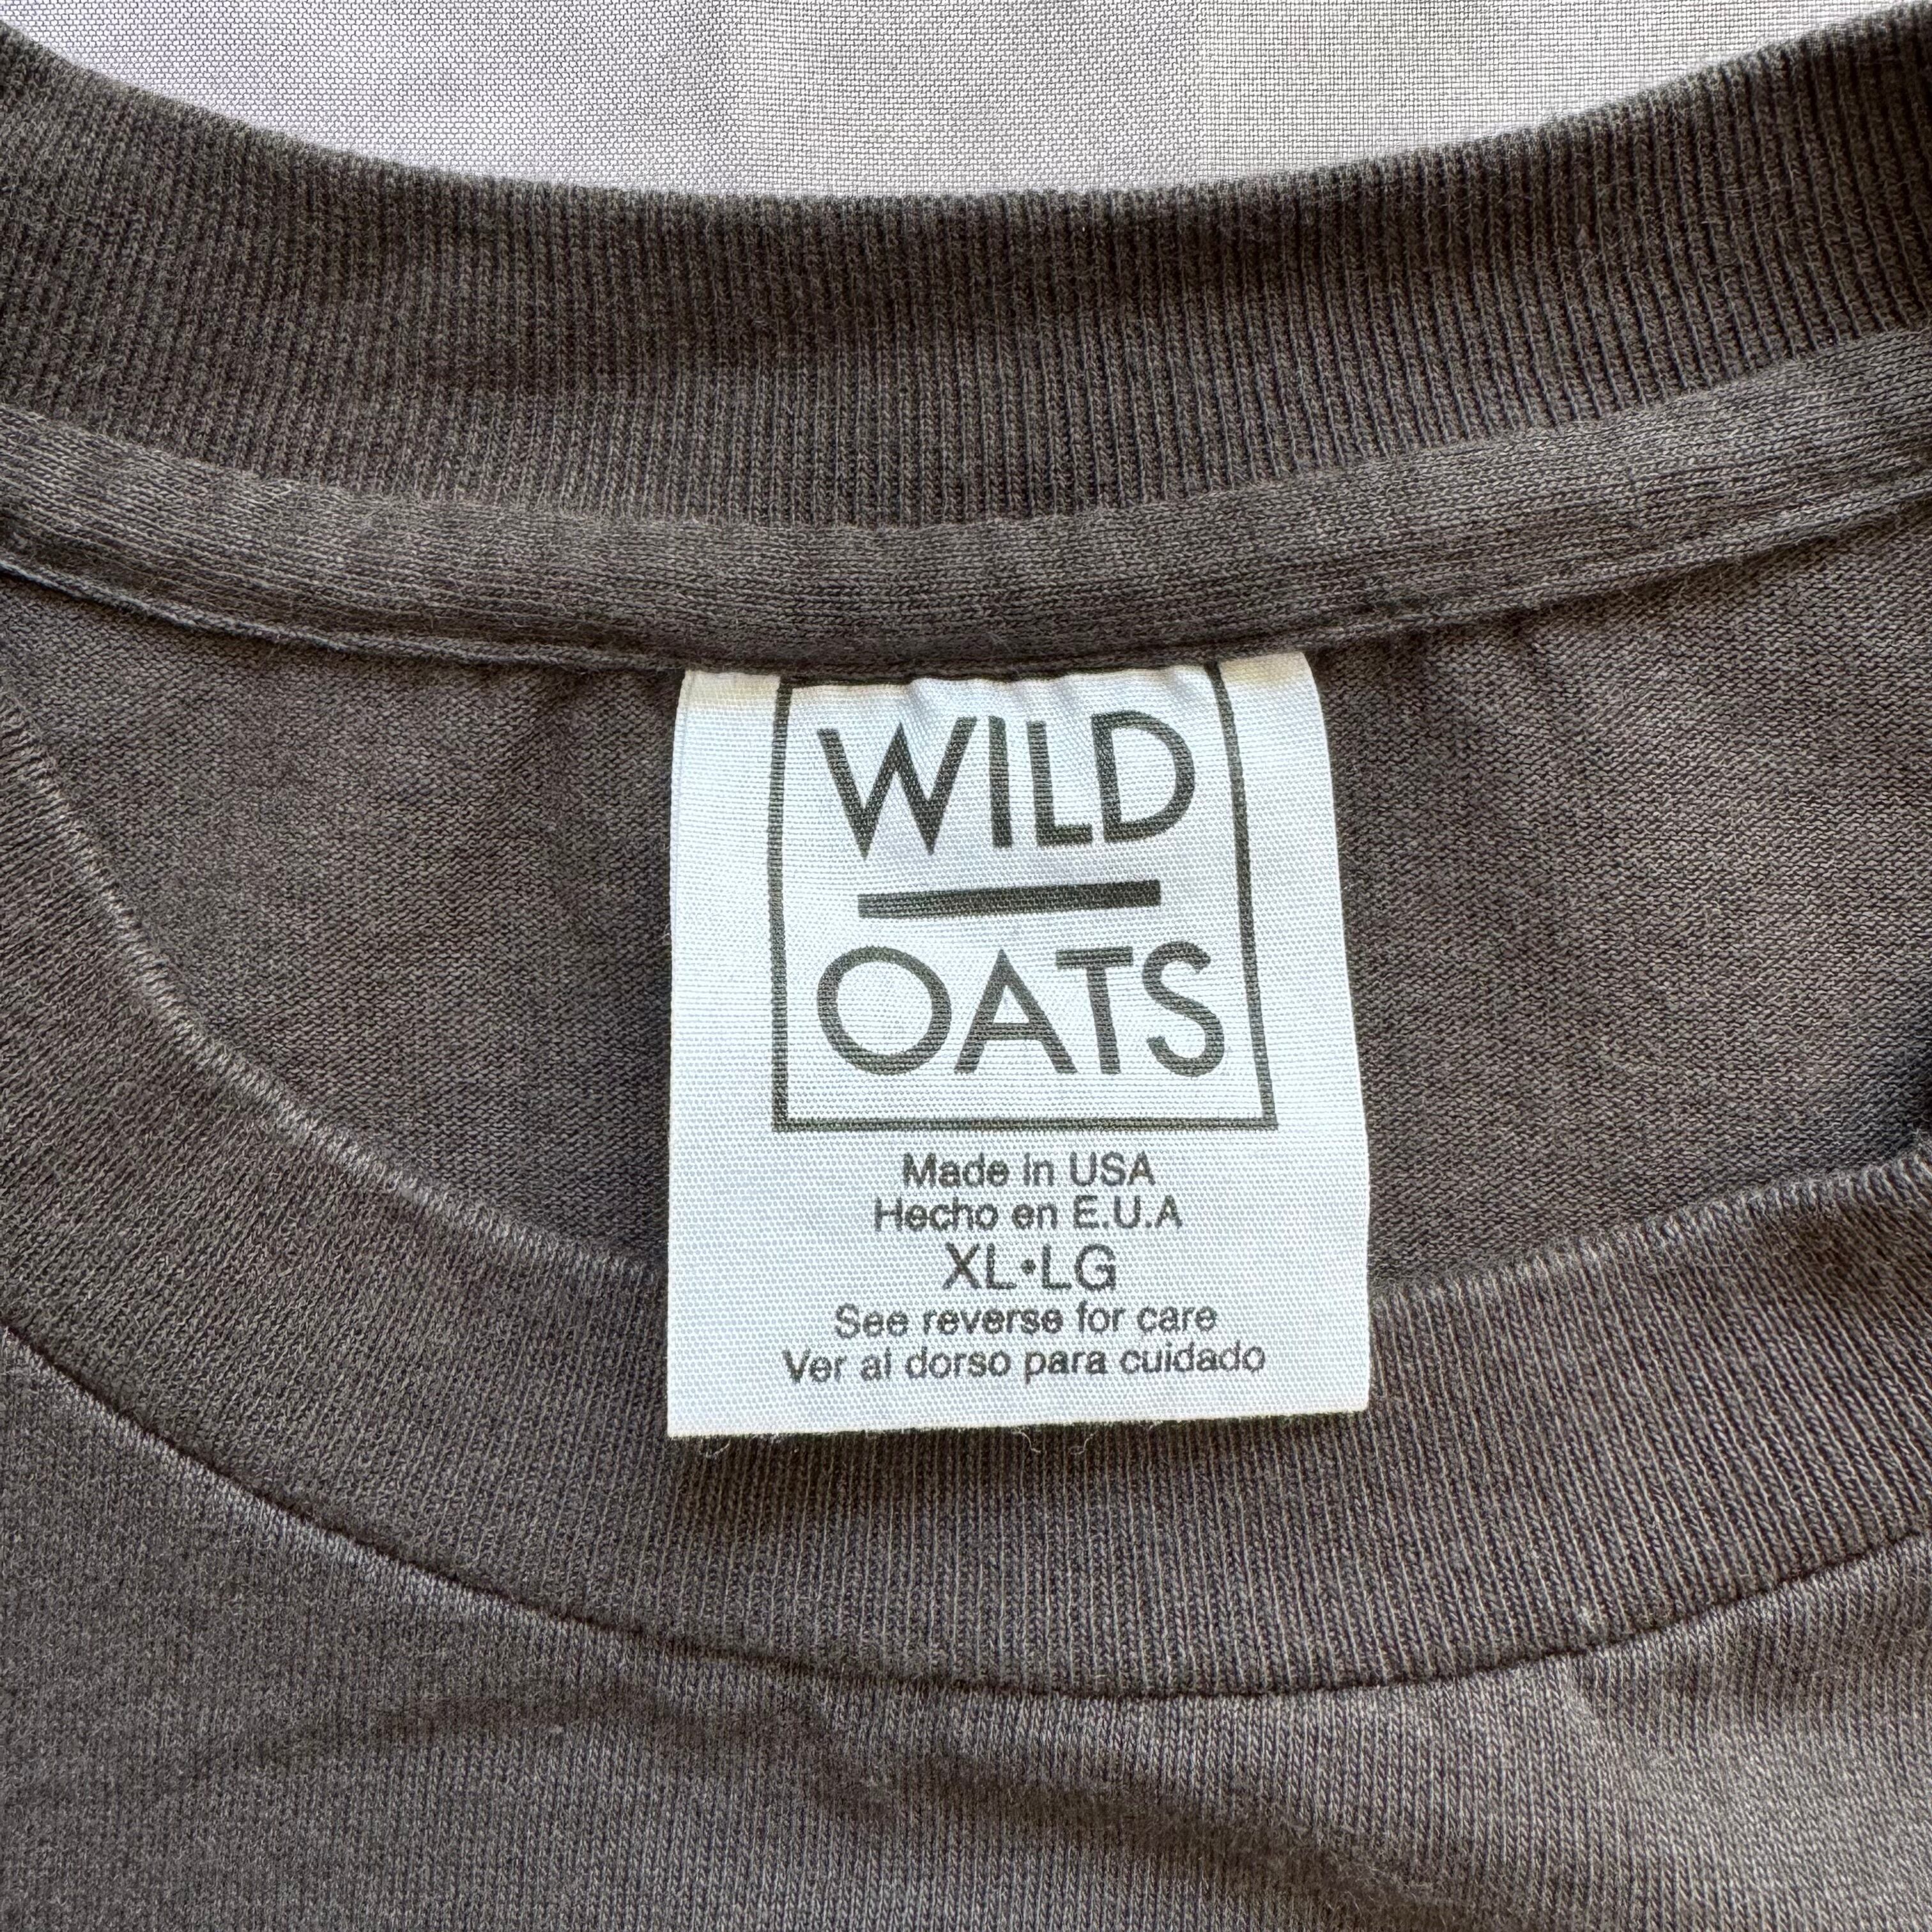 WILD
OATS
Made in USA
Hecho en E.U.A
XL•LG
See reverse for care
Ver al dorso para cuidado